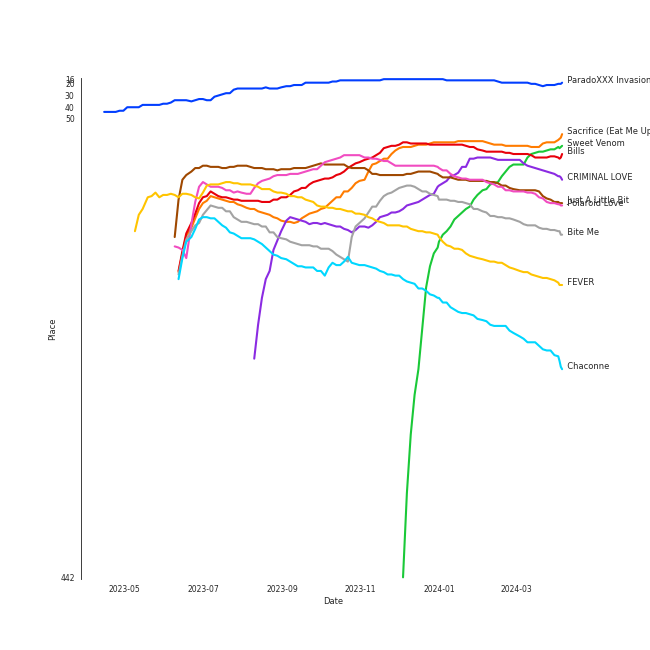 16
20
30
40
50
442
Place
ParadoXXX Invasion
Sacrifice (Eat Me Up
Sweet Venom
Bills
CRIMINAL LOVE
Just A Little Bit
Polaroid Love
Bite Me
FEVER
Chaconne
2023-05 2023-07 2023-09 2023-11 2024-01 2024-03
Date